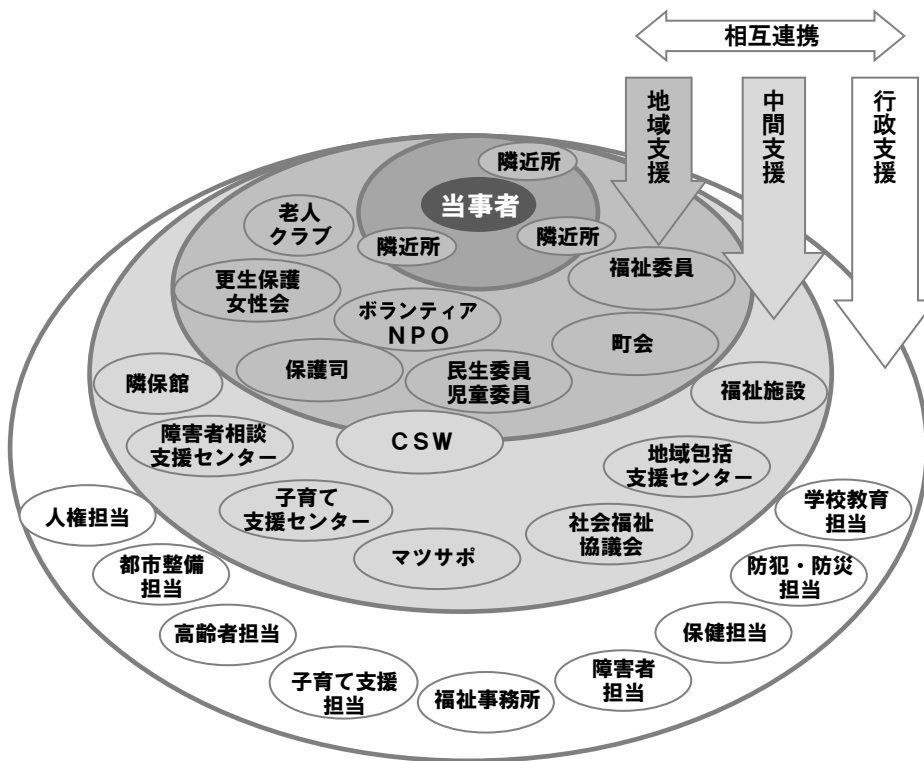 相互連携
地域支援
中間支援
行政支援
隣近所
当事者
隣近所
隣近所
老人
クラブ
福祉委員
更生保護
女性会
ボランティア
NPO
町会
保護司
民生委員
児童委員
隣保館
福祉施設
CSW
障害者相談
支援センター
地域包括
支援センター
子育て
支援センター
社会福祉
協議会
マツサポ
人権担当
学校教育
担当
都市整備
担当
防犯・防災
担当
高齢者担当
保健担当
子育て支援
担当
福祉事務所
障害者
担当